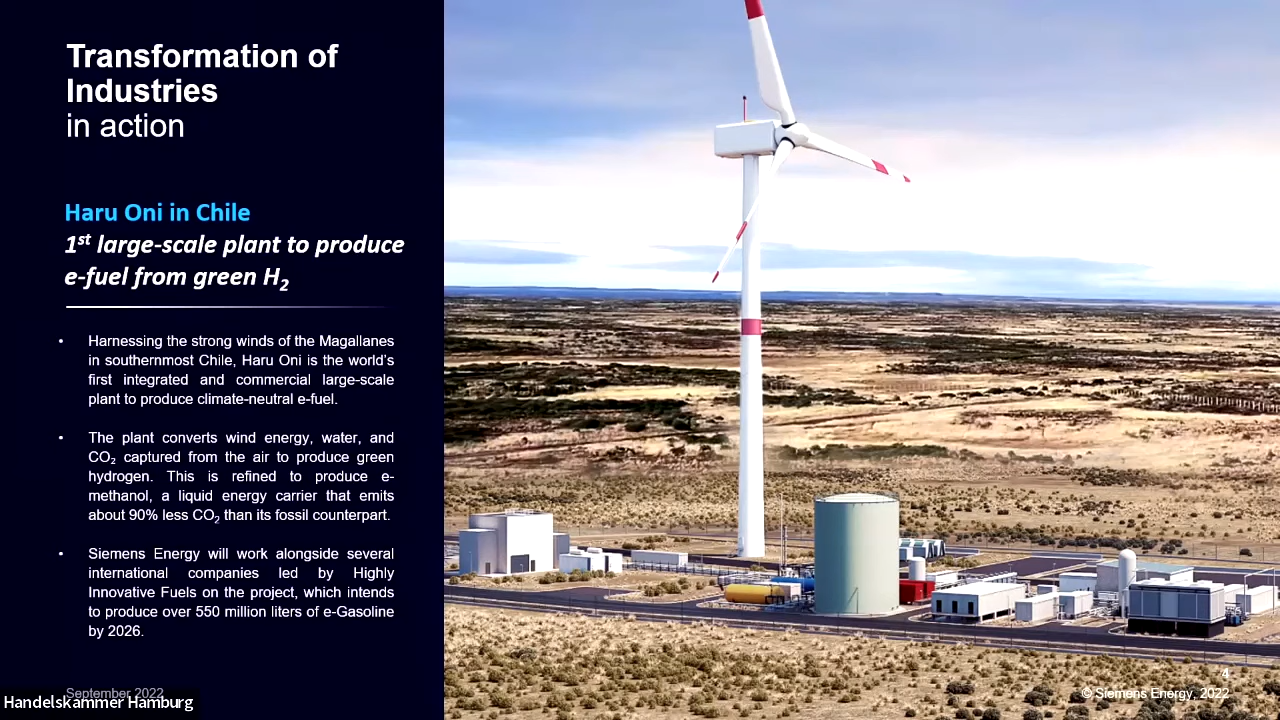 Transformation of
Industries
in action
Haru Oni in Chile
1st large-scale plant to produce
e-fuel from green H2
• Harnessing the strong winds of the Magallanes
in southernmost Chile, Haru Oni is the world's
first integrated and commercial large-scale
plant to produce climate-neutral e-fuel.
• The plant converts wind energy, water, and
CO2 captured from the air to produce green
hydrogen. This is refined to produce e-
methanol, a liquid energy carrier that emits
about 90% less CO2 than its fossil counterpart.
• Siemens Energy will work alongside several
international companies led by Highly
Innovative Fuels on the project, which intends
to produce over 550 million liters of e-Gasoline
by 2026.
September 2022
Handelskammer Hamburg
4
© Siemens Energy, 2022